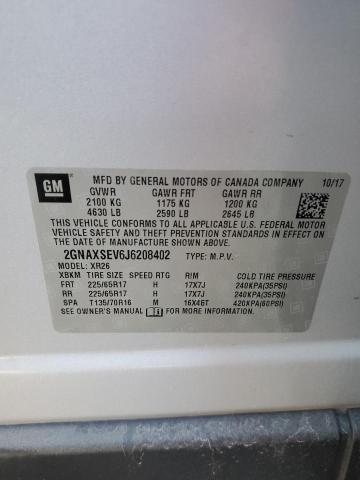 GM
MFD BY GENERAL MOTORS OF CANADA COMPANY 10/17
GVWR GAWR FRT GAWR RR
2100 KG 1175 KG 1200 KG
4630 LB 2590 LB 2645 LB
THIS VEHICLE CONFORMS TO ALL APPLICABLE U.S. FEDERAL MOTOR
VEHICLE SAFETY AND THEFT PREVENTION STANDARDS IN EFFECT
ON THE DATE OF MANUFACTURE SHOWN ABOVE.
2GNAXSEV6J6208402 TYPE: M.P.V.
MODEL: XR26
TIRE SIZE SPEED RTG RIM COLD TIRE PRESSURE
FRT 225/65R17 H 17X7J 240KPA(35PSI)
RR 225/65R17 H 17X7J 240KPA(35PSI)
SPA T135/70R16 M 16X4BT 420KPA(60PSI)
SEE OWNER'S MANUAL FOR MORE INFORMATION.